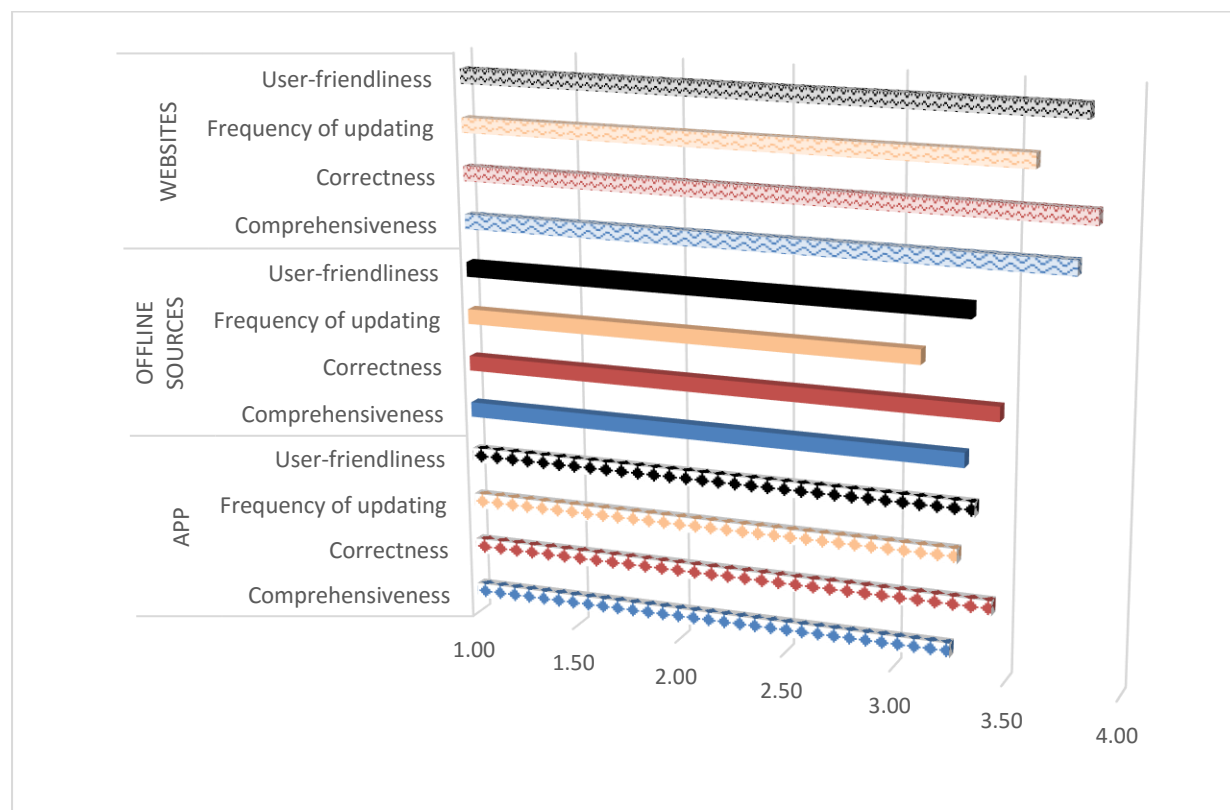 WEBSITES
User-friendliness
Frequency of updating
Correctness
Comprehensiveness
OFFLINE
SOURCES
User-friendliness
Frequency of updating
Correctness
Comprehensiveness
APP
User-friendliness
Frequency of updating
Correctness
Comprehensiveness
1.00
1.50
2.00
2.50
3.00
3.50
4.00